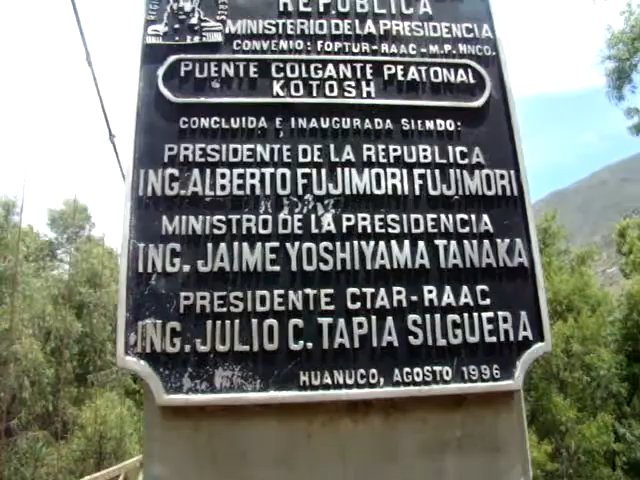 REPUBLICA
MINISTERIO DE LA PRESIDENCIA
CONVENIO: FOPTUR-RAAC-M.P. HNCO.
PUENTE COLGANTE PEATONAL
KOTOSH
CONCLUIDA E INAUGURADA SIENDO:
PRESIDENTE DE LA REPUBLICA
ING. ALBERTO FUJIMORI FUJIMORI
MINISTRO DE LA PRESIDENCIA
ING. JAIME YOSHIYAMA TANAKA
PRESIDENTE CTAR-RAAC
ING. JULIO C. TAPIA SILGUERA
HUANUCO, AGOSTO 1996